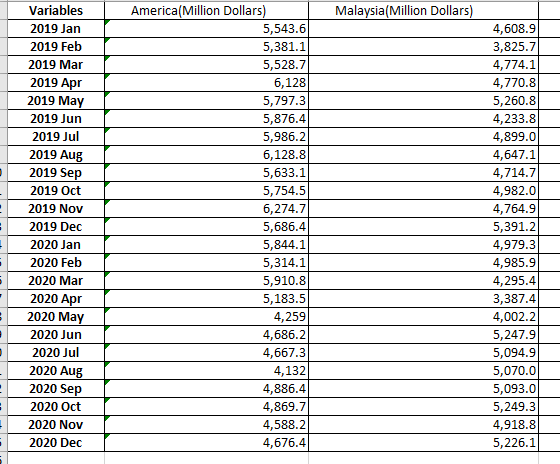 Variables America(Million Dollars) Malaysia(Million Dollars)
2019 Jan 5,543.6 4,608.9
2019 Feb 5,381.1 3,825.7
2019 Mar 5,528.7 4,774.1
2019 Apr 6,128 4,770.8
2019 May 5,797.3 5,260.8
2019 Jun 5,876.4 4,233.8
2019 Jul 5,986.2 4,899.0
2019 Aug 6,128.8 4,647.1
2019 Sep 5,633.1 4,714.7
2019 Oct 5,754.5 4,982.0
2019 Nov 6,274.7 4,764.9
2019 Dec 5,686.4 5,391.2
2020 Jan 5,844.1 4,979.3
2020 Feb 5,314.1 4,985.9
2020 Mar 5,910.8 4,295.4
2020 Apr 5,183.5 3,387.4
2020 May 4,259 4,002.2
2020 Jun 4,686.2 5,247.9
2020 Jul 4,667.3 5,094.9
2020 Aug 4,132 5,070.0
2020 Sep 4,886.4 5,093.0
2020 Oct 4,869.7 5,249.3
2020 Nov 4,588.2 4,918.8
2020 Dec 4,676.4 5,226.1